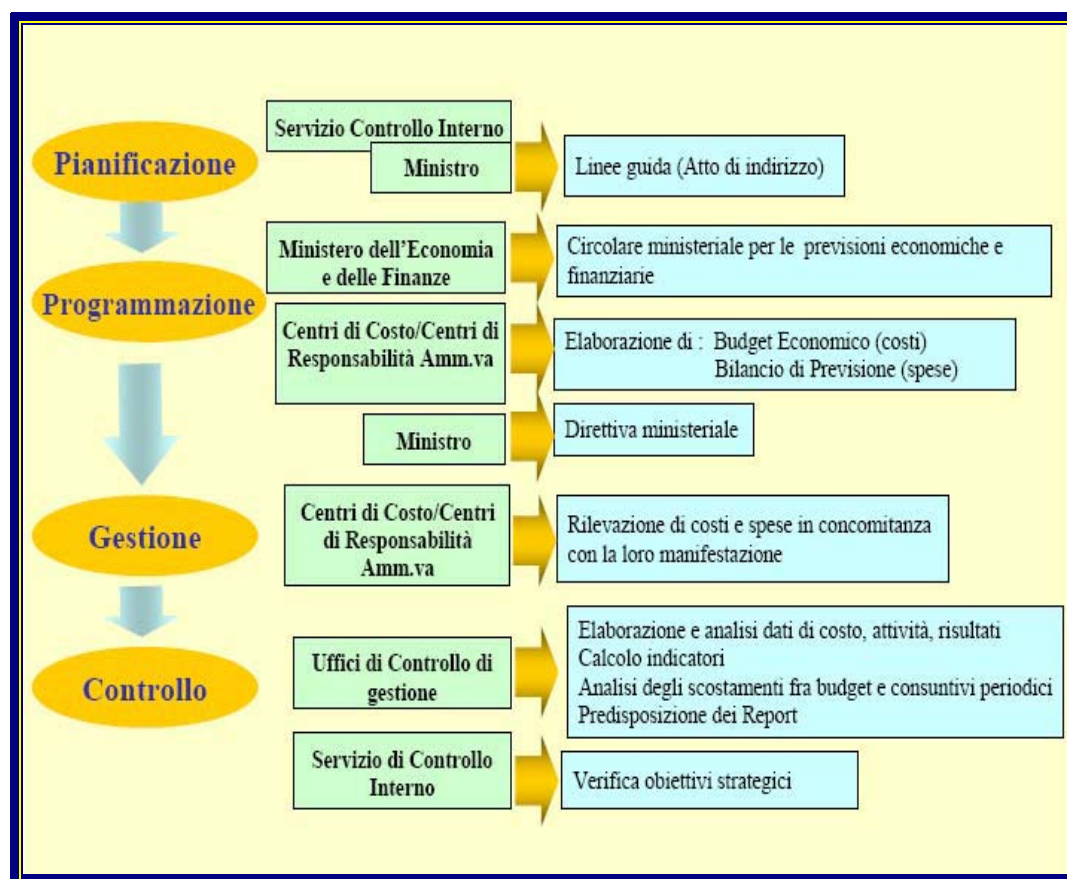 Pianificazione
Servizio Controllo Interno
Ministro
Linee guida (Atto di indirizzo)
Programmazione
Ministero dell'Economia
e delle Finanze
Circolare ministeriale per le previsioni economiche e
finanziarie
Centri di Costo/Centri di
Responsabilità Amm.va
Elaborazione di : Budget Economico (costi)
Bilancio di Previsione (spese)
Ministro
Direttiva ministeriale
Gestione
Centri di Costo/Centri
di Responsabilità
Amm.va
Rilevazione di costi e spese in concomitanza
con la loro manifestazione
Controllo
Uffici di Controllo di
gestione
Elaborazione e analisi dati di costo, attività, risultati
Calcolo indicatori
Analisi degli scostamenti fra budget e consuntivi periodici
Predisposizione dei Report
Servizio di Controllo
Interno
Verifica obiettivi strategici